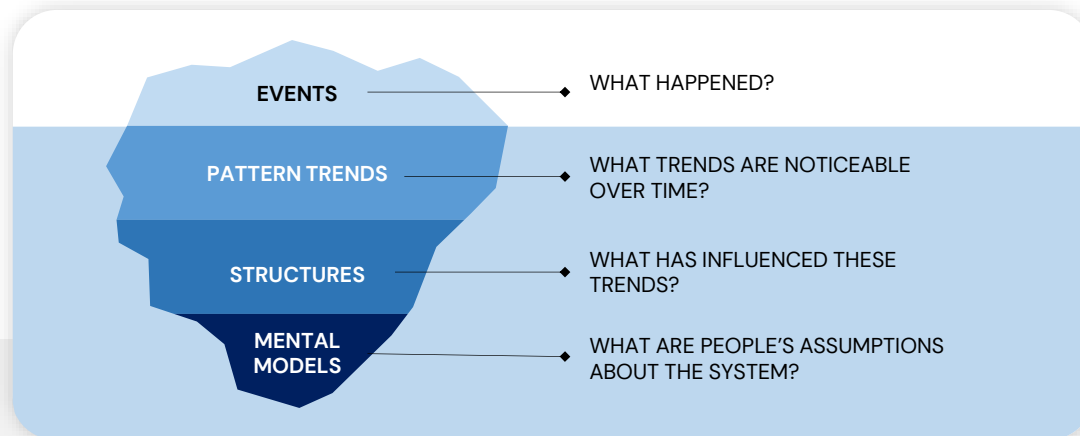 EVENTS
WHAT HAPPENED?
PATTERN TRENDS
WHAT TRENDS ARE NOTICEABLE
OVER TIME?
STRUCTURES
WHAT HAS INFLUENCED THESE
TRENDS?
MENTAL
MODELS
WHAT ARE PEOPLE’S ASSUMPTIONS
ABOUT THE SYSTEM?